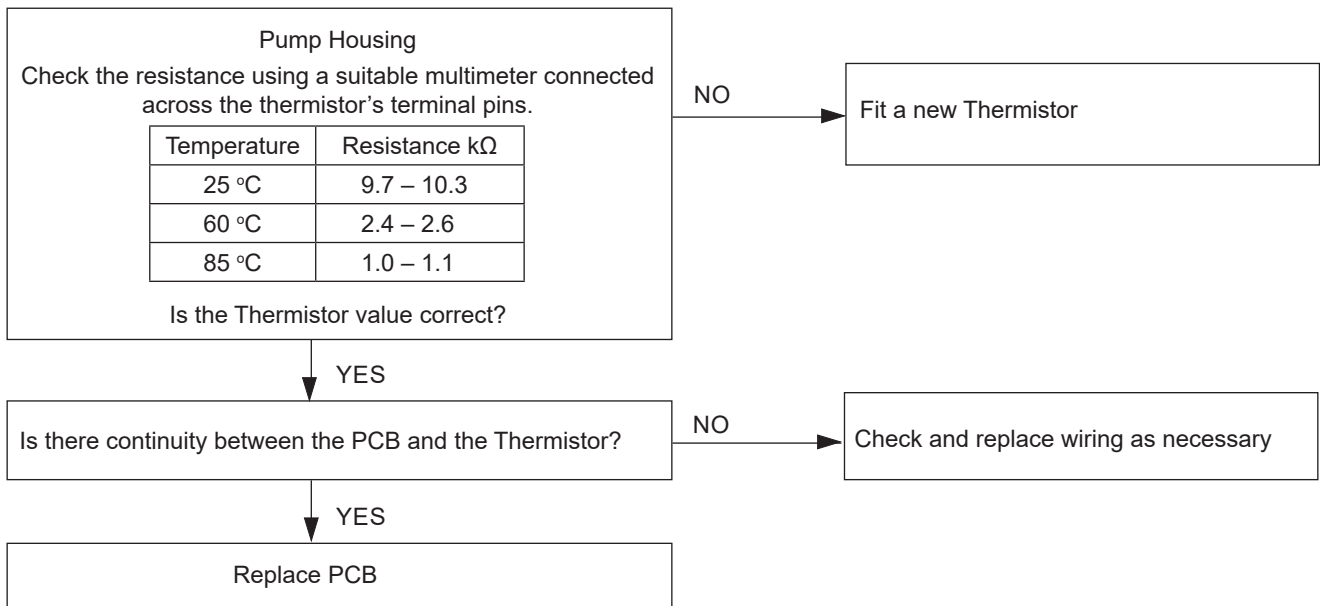 Pump Housing
Check the resistance using a suitable multimeter connected
across the thermistor’s terminal pins.
Temperature Resistance kΩ
25 ºC 9.7 – 10.3
60 ºC 2.4 – 2.6
85 ºC 1.0 – 1.1
Is the Thermistor value correct?
NO
Fit a new Thermistor
YES
Is there continuity between the PCB and the Thermistor?
NO
Check and replace wiring as necessary
YES
Replace PCB